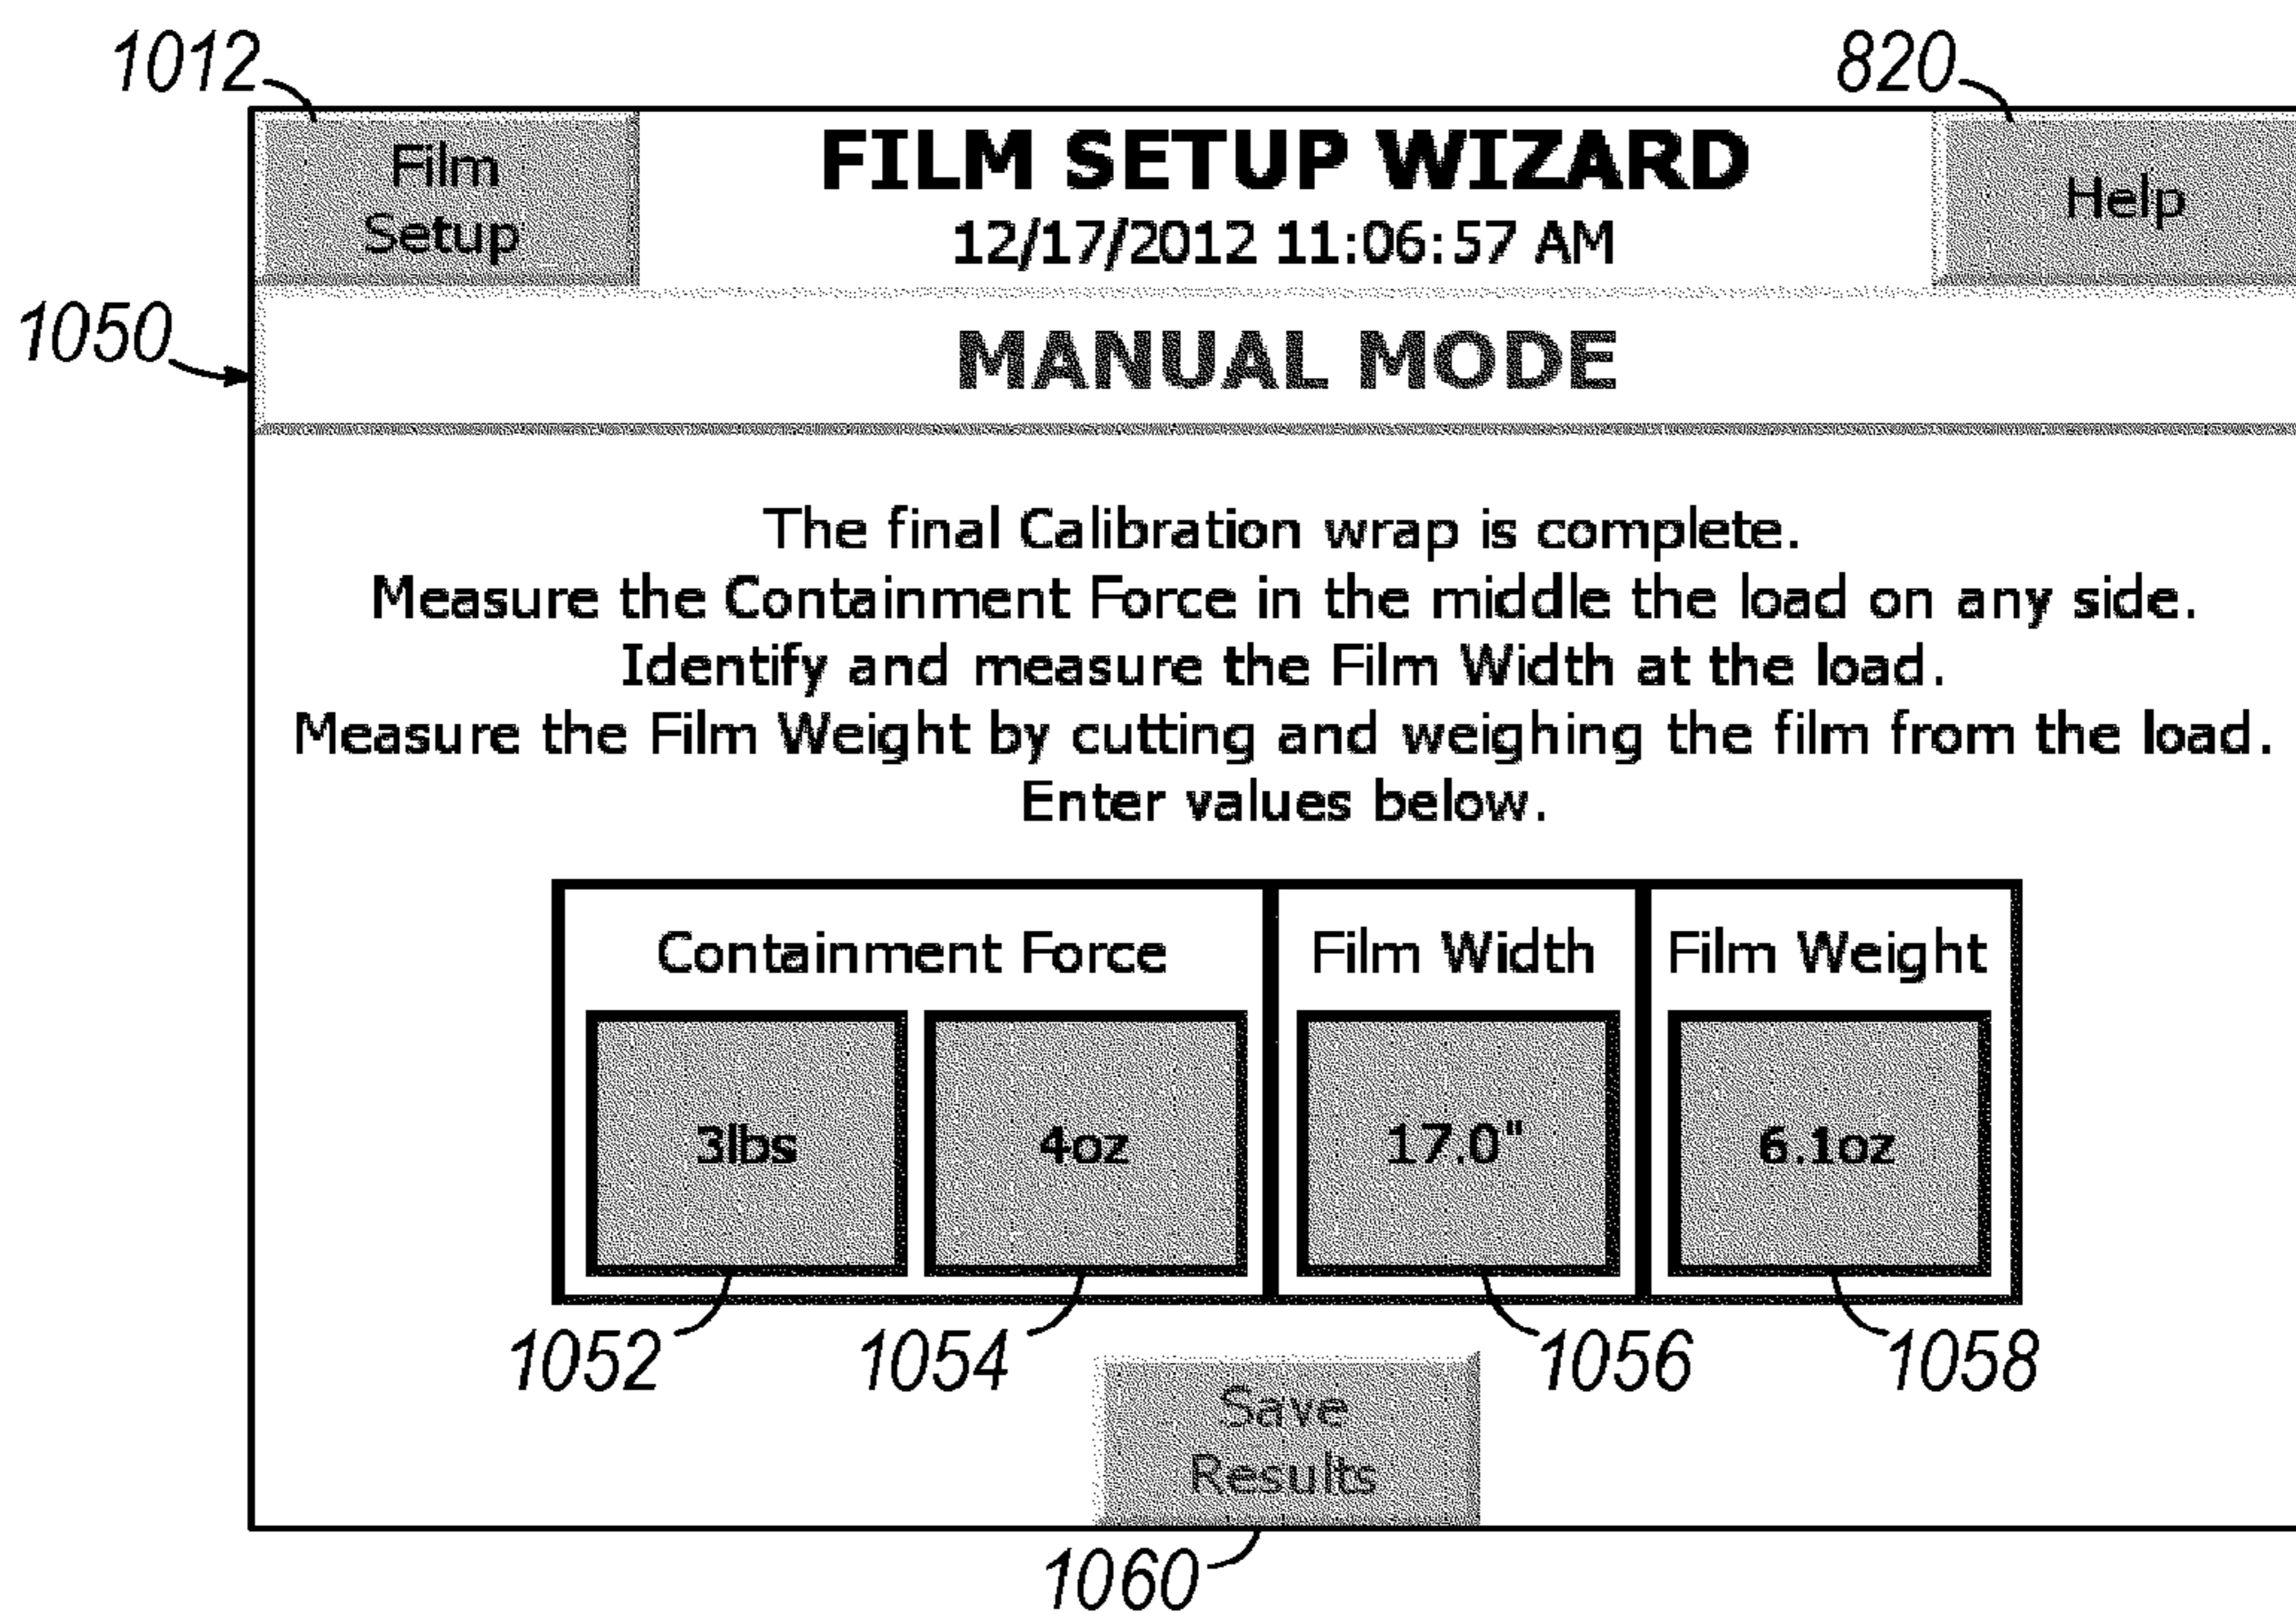 1012
820
Film
Setup
FILM SETUP WIZARD
12/17/2012 11:06:57 AM
Help
1050
MANUAL MODE
The final Calibration wrap is complete.
Measure the Containment Force in the middle the load on any side.
Identify and measure the Film Width at the load.
Measure the Film Weight by cutting and weighing the film from the load.
Enter values below.
Containment Force
Film Width
Film Weight
3lbs
4oz
17.0"
6.1oz
1052
1054
1056
1058
Save
Results
1060